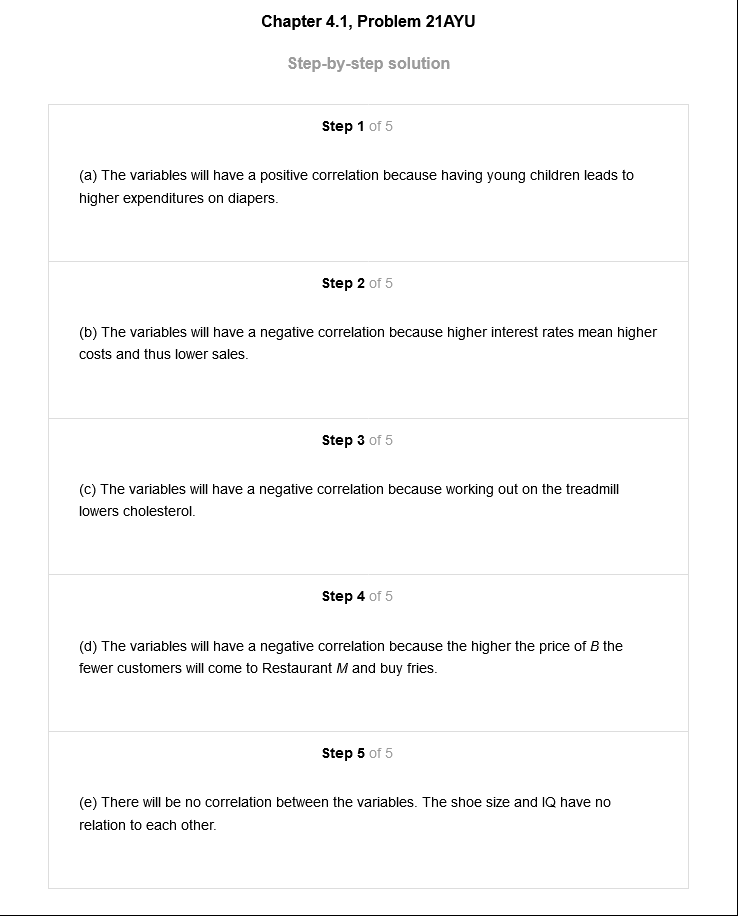 Chapter 4.1, Problem 21AYU
Step-by-step solution
Step 1 of 5
(a) The variables will have a positive correlation because having young children leads to
higher expenditures on diapers.
Step 2 of 5
(b) The variables will have a negative correlation because higher interest rates mean higher
costs and thus lower sales.
Step 3 of 5
(c) The variables will have a negative correlation because working out on the treadmill
lowers cholesterol.
Step 4 of 5
(d) The variables will have a negative correlation because the higher the price of B the
fewer customers will come to Restaurant M and buy fries.
Step 5 of 5
(e) There will be no correlation between the variables. The shoe size and IQ have no
relation to each other.